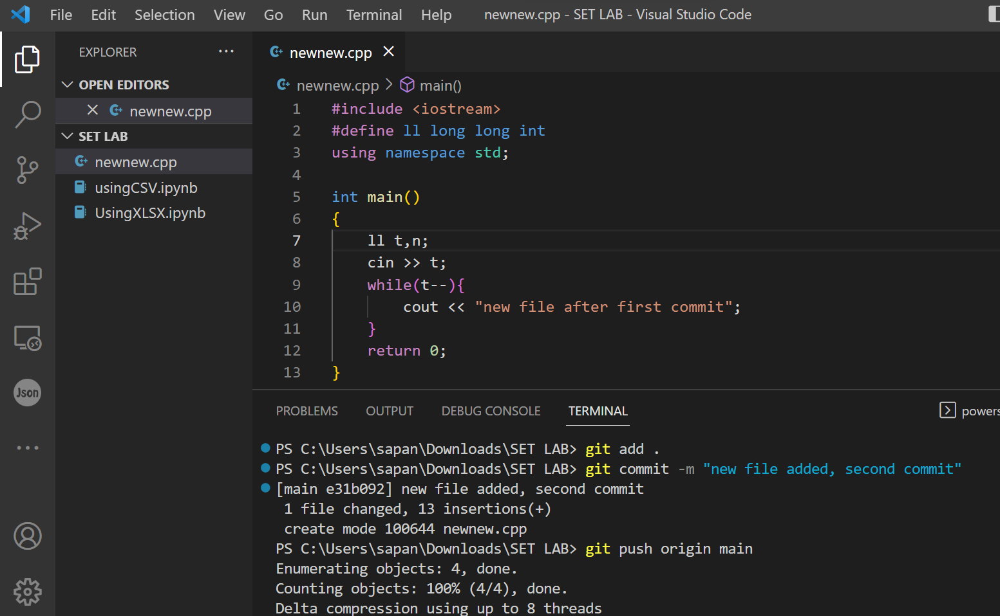 File Edit Selection View Go Run Terminal Help newnew.cpp - SET LAB - Visual Studio Code
EXPLORER
OPEN EDITORS
newnew.cpp
SET LAB
newnew.cpp
usingCSV.ipynb
UsingXLSX.ipynb
Json
newnew.cpp
newnew.cpp > main()
1 #include <iostream>
2 #define ll long long int
3 using namespace std;
4
5 int main()
6 {
7 ll t,n;
8 cin >> t;
9 while(t--){
10 cout << "new file after first commit";
11 }
12 return 0;
13 }
PROBLEMS OUTPUT DEBUG CONSOLE TERMINAL powers
PS C:\Users\sapan\Downloads\SET LAB> git add .
PS C:\Users\sapan\Downloads\SET LAB> git commit -m "new file added, second commit"
[main e31b092] new file added, second commit
1 file changed, 13 insertions(+)
create mode 100644 newnew.cpp
PS C:\Users\sapan\Downloads\SET LAB> git push origin main
Enumerating objects: 4, done.
Counting objects: 100% (4/4), done.
Delta compression using up to 8 threads